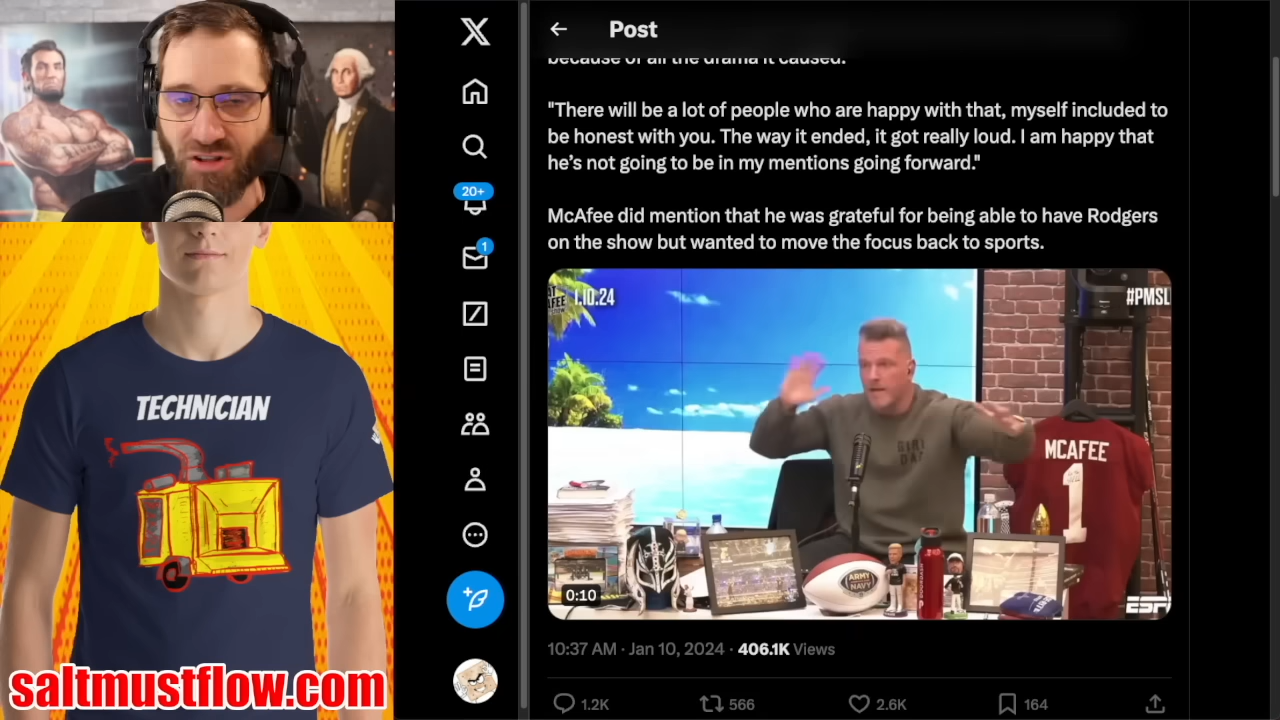 Post
because of all the drama it caused.
"There will be a lot of people who are happy with that, myself included to
be honest with you. The way it ended, it got really loud. I am happy that
he's not going to be in my mentions going forward."
McAfee did mention that he was grateful for being able to have Rodgers
on the show but wanted to move the focus back to sports.
20+
1
1.10.24
#PMSL
GIRL
DAD
MCAFEE
1
ARMY
NAVY
0:10
ESPN
10:37 AM · Jan 10, 2024 · 406.1K Views
1.2K
566
2.6K
164
TECHNICIAN
saltmustflow.com